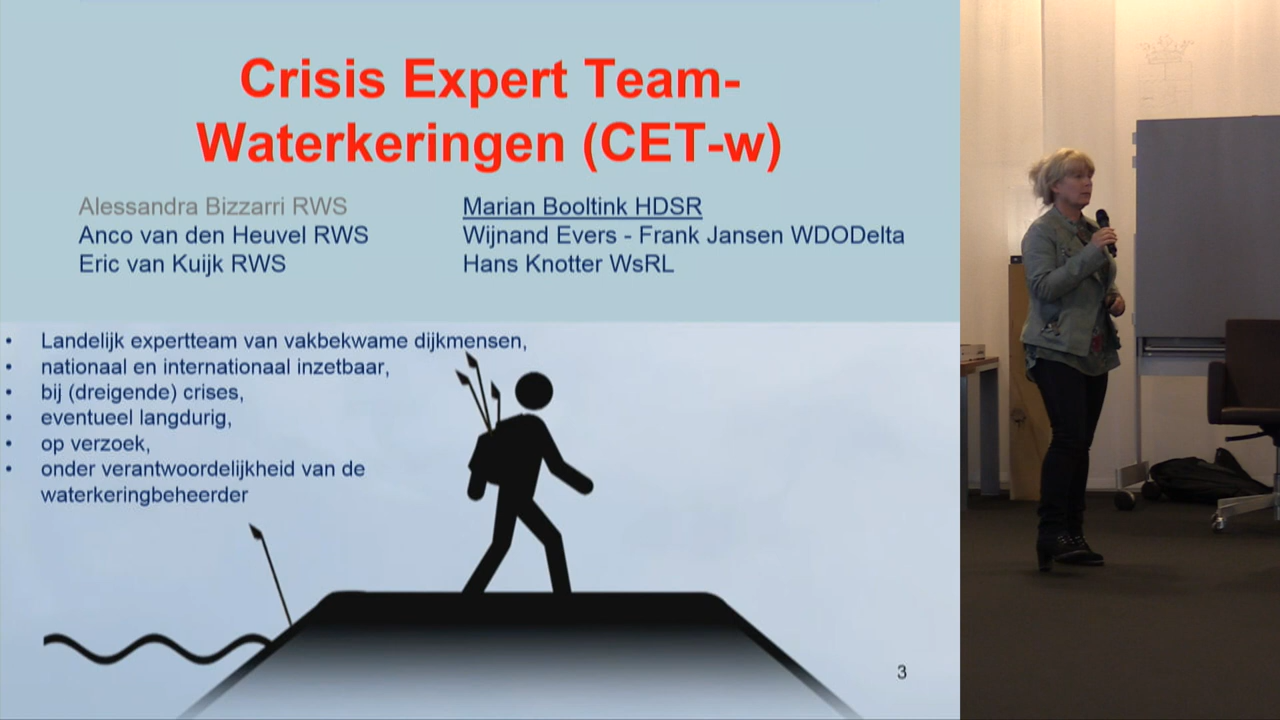 Crisis Expert Team-
Waterkeringen (CET-w)
Alessandra Bizzarri RWS
Anco van den Heuvel RWS
Eric van Kuijk RWS
Marian Booltink HDSR
Wijnand Evers - Frank Jansen WDODelta
Hans Knotter WsRL
• Landelijk expertteam van vakbekwame dijkmensen,
• nationaal en internationaal inzetbaar,
• bij (dreigende) crises,
• eventueel langdurig,
• op verzoek,
• onder verantwoordelijkheid van de
waterkeringbeheerder
3